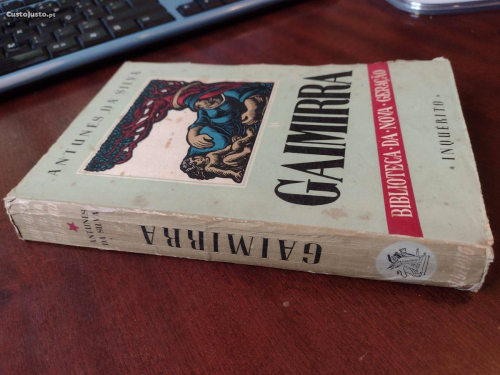 CustoJusto.pt
ANTUNES DA SILVA
GAIMIRRA
BIBLIOTECA·DA·NOVA·GERAÇÃO
• INQUÉRITO •
ANTUNES
DA SILVA
GAIMIRRA